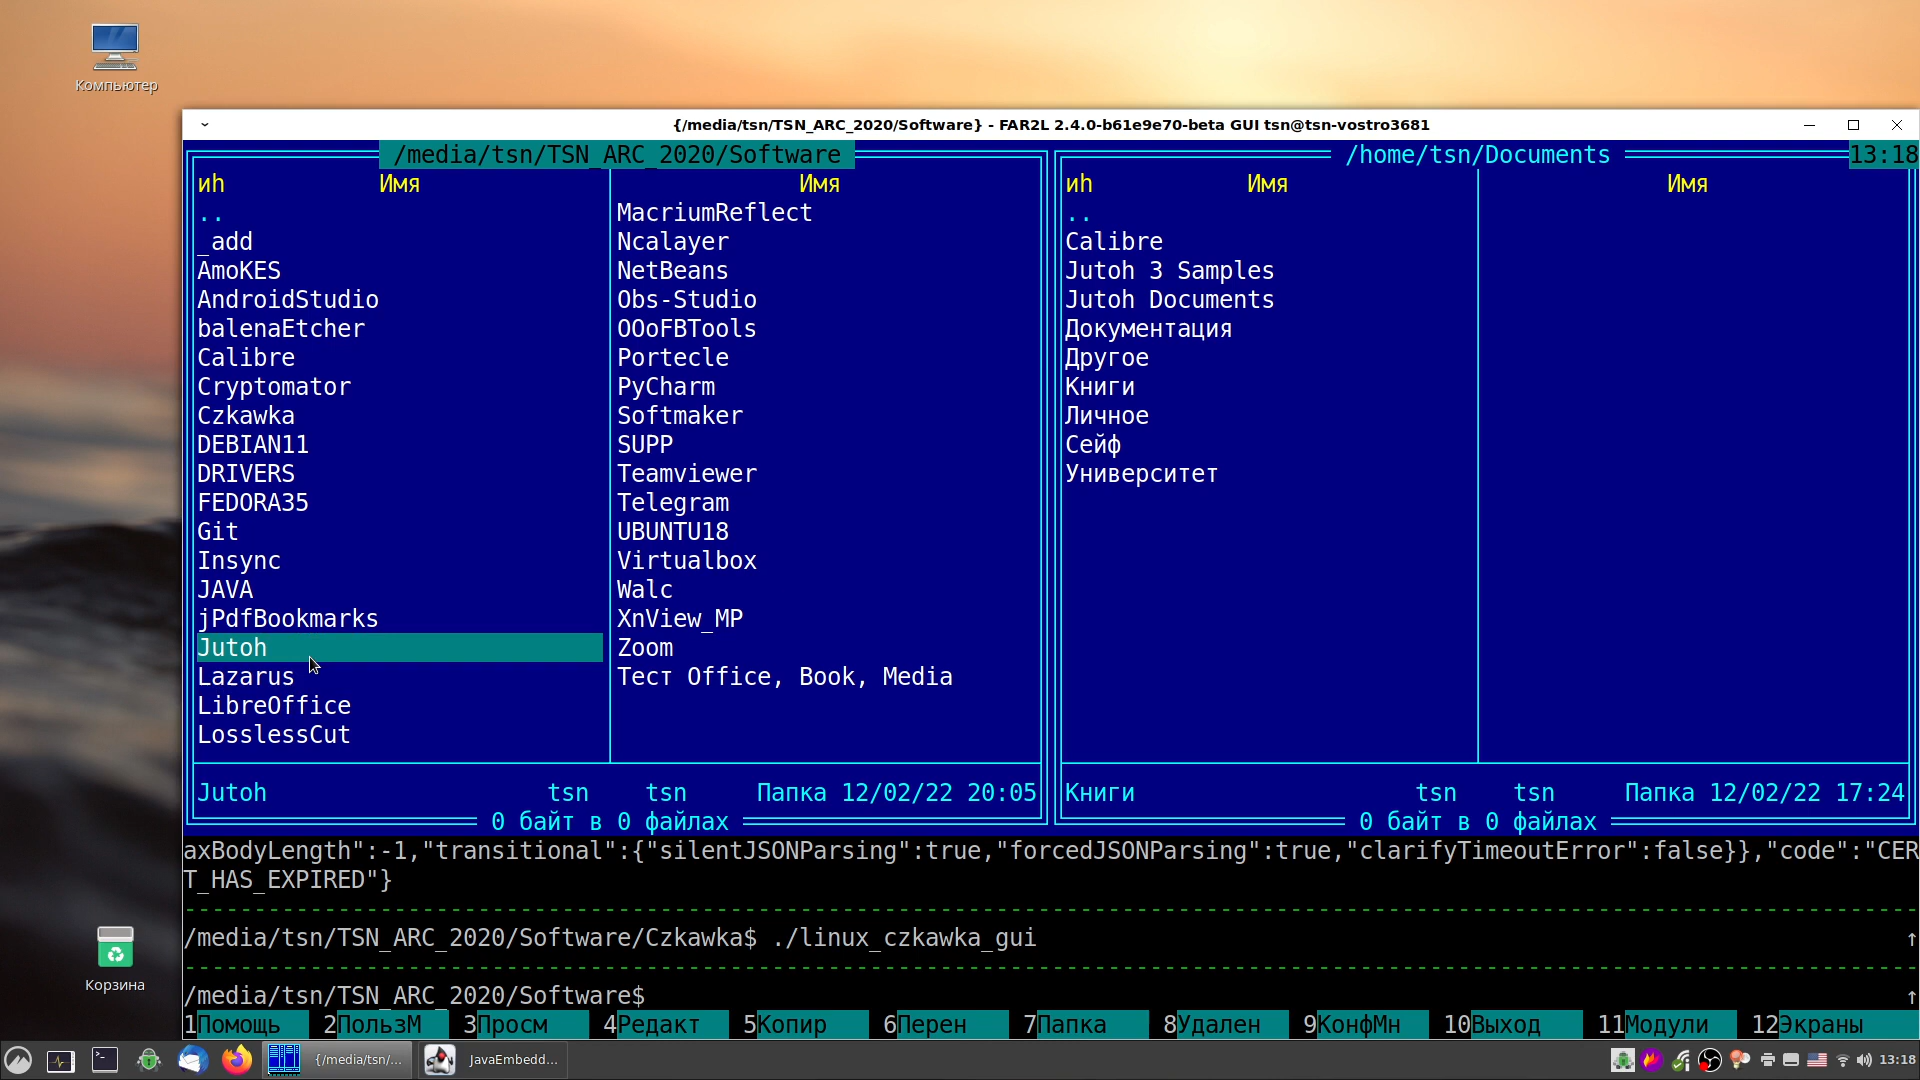 Компьютер
{/media/tsn/TSN_ARC_2020/Software} - FAR2L 2.4.0-b61e9e70-beta GUI tsn@tsn-vostro3681
/media/tsn/TSN_ARC_2020/Software
иh Имя Имя
..
_add
AmoKES
AndroidStudio
balenaEtcher
Calibre
Cryptomator
Czkawka
DEBIAN11
DRIVERS
FEDORA35
Git
Insync
JAVA
jPdfBookmarks
Jutoh
Lazarus
LibreOffice
LosslessCut
MacriumReflect
Ncalayer
NetBeans
Obs-Studio
OOoFBTools
Portecle
PyCharm
Softmaker
SUPP
Teamviewer
Telegram
UBUNTU18
Virtualbox
Walc
XnView_MP
Zoom
Тест Office, Book, Media
Jutoh tsn tsn Папка 12/02/22 20:05
0 байт в 0 файлах
/home/tsn/Documents 13:18
иh Имя Имя
..
Calibre
Jutoh 3 Samples
Jutoh Documents
Документация
Другое
Книги
Личное
Сейф
Университет
Книги tsn tsn Папка 12/02/22 17:24
0 байт в 0 файлах
axBodyLength":-1,"transitional":{"silentJSONParsing":true,"forcedJSONParsing":true,"clarifyTimeoutError":false}},"code":"CER
T_HAS_EXPIRED"}
/media/tsn/TSN_ARC_2020/Software/Czkawka$ ./linux_czkawka_gui ↑
/media/tsn/TSN_ARC_2020/Software$ ↑
1Помощь 2ПользМ 3Просм 4Редакт 5Копир 6Перен 7Папка 8Удален 9КонфМн 10Выход 11Модули 12Экраны
Корзина
{/media/tsn/... JavaEmbedd... 13:18